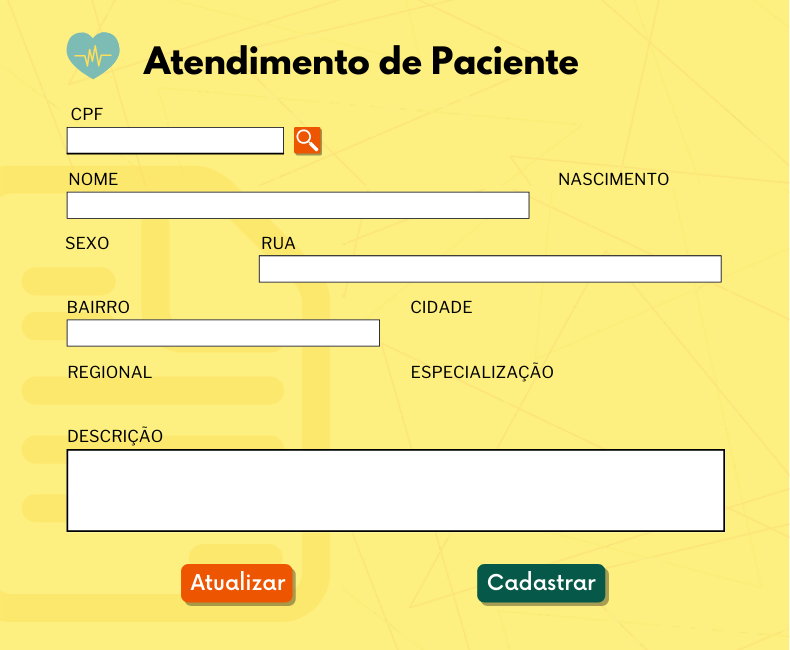 Atendimento de Paciente
CPF
NOME NASCIMENTO
SEXO RUA
BAIRRO CIDADE
REGIONAL ESPECIALIZAÇÃO
DESCRIÇÃO
Atualizar Cadastrar